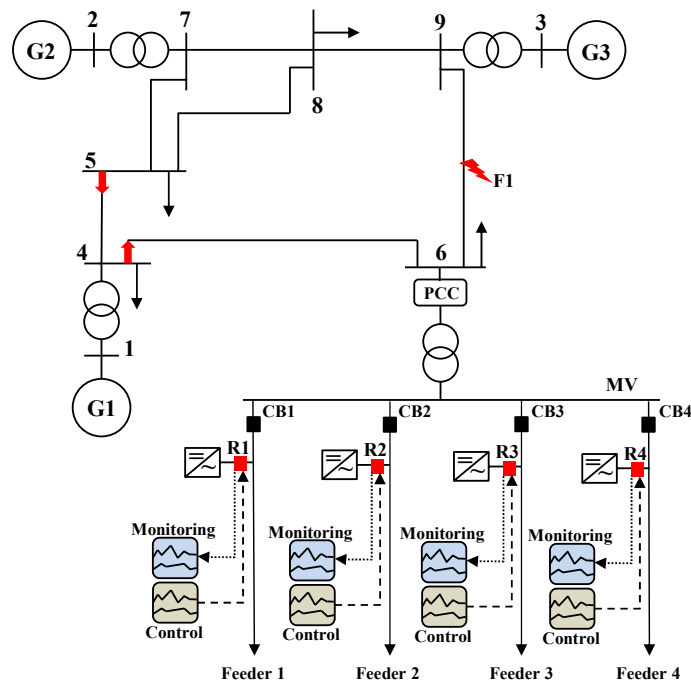 2 7 9 3
G2 G3
8
5
F1
4 6
PCC
1
MV
G1
CB1 CB2 CB3 CB4
R1 R2 R3 R4
Monitoring Monitoring Monitoring Monitoring
Control Control Control Control
Feeder 1 Feeder 2 Feeder 3 Feeder 4